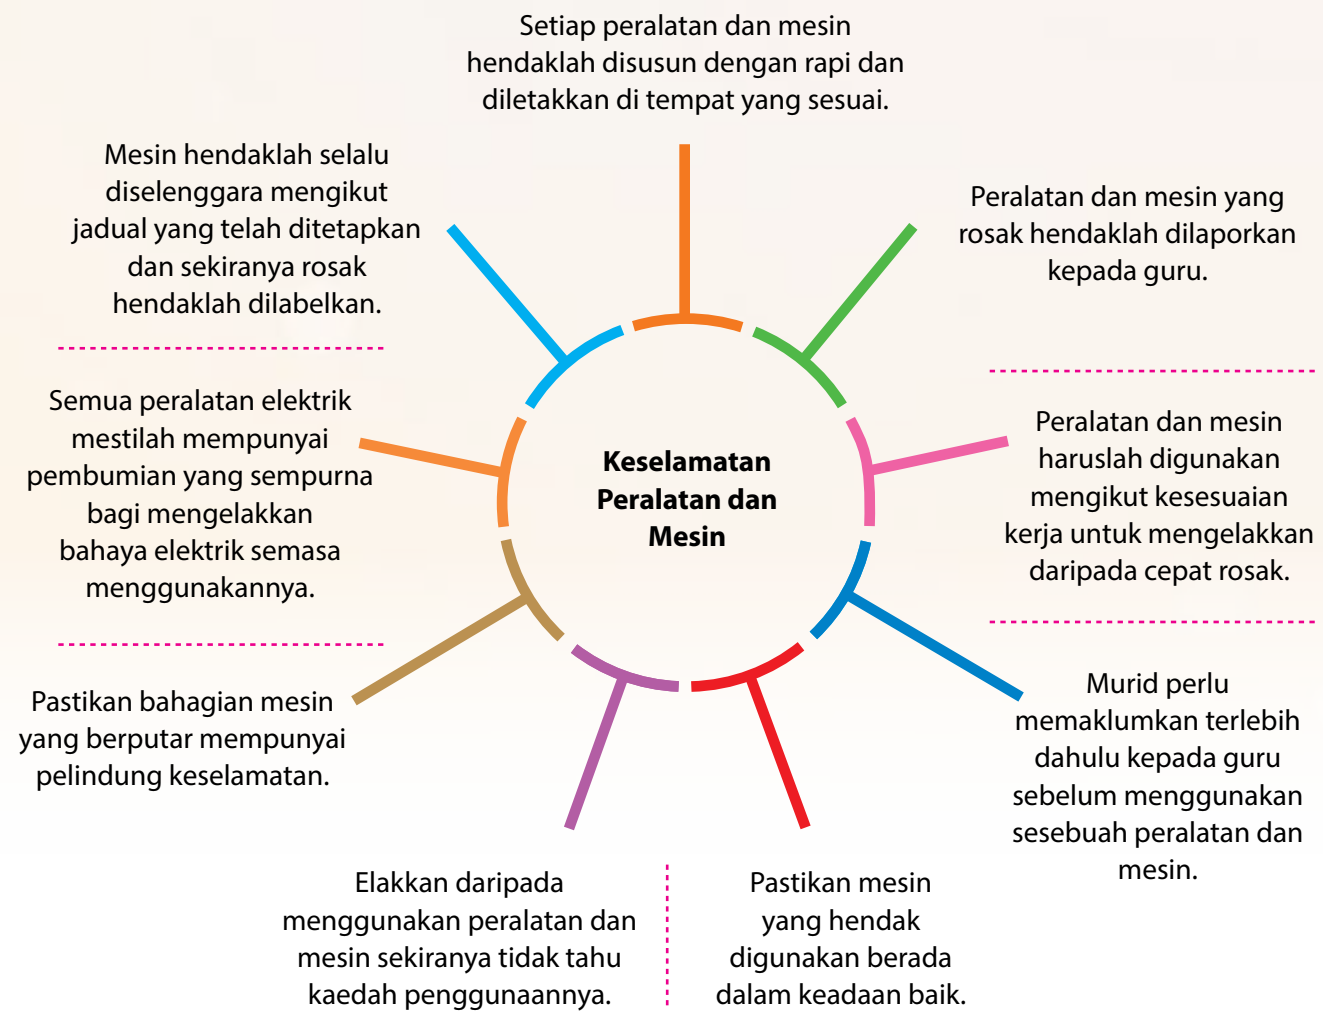 Setiap peralatan dan mesin
hendaklah disusun dengan rapi dan
diletakkan di tempat yang sesuai.
Mesin hendaklah selalu
diselenggara mengikut
jadual yang telah ditetapkan
dan sekiranya rosak
hendaklah dilabelkan.
Peralatan dan mesin yang
rosak hendaklah dilaporkan
kepada guru.
Semua peralatan elektrik
mestilah mempunyai
pembumian yang sempurna
bagi mengelakkan
bahaya elektrik semasa
menggunakannya.
Keselamatan
Peralatan dan
Mesin
Peralatan dan mesin
haruslah digunakan
mengikut kesesuaian
kerja untuk mengelakkan
daripada cepat rosak.
Pastikan bahagian mesin
yang berputar mempunyai
pelindung keselamatan.
Murid perlu
memaklumkan terlebih
dahulu kepada guru
sebelum menggunakan
sesebuah peralatan dan
mesin.
Elakkan daripada
menggunakan peralatan dan
mesin sekiranya tidak tahu
kaedah penggunaannya.
Pastikan mesin
yang hendak
digunakan berada
dalam keadaan baik.